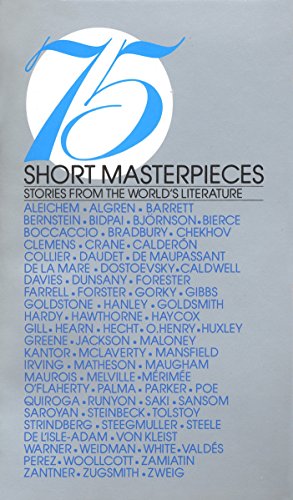 75
SHORT MASTERPIECES
STORIES FROM THE WORLD'S LITERATURE
ALEICHEM • ALGREN • BARRETT
BERNSTEIN • BIDPAI • BJÖRNSON • BIERCE
BOCCACCIO • BRADBURY • CHEKHOV
CLEMENS • CRANE • CALDERÓN
COLLIER • DAUDET • DE MAUPASSANT
DE LA MARE • DOSTOEVSKY • CALDWELL
DAVIES • DUNSANY • FORESTER
FARRELL • FORSTER • GORKY • GIBBS
GOLDSTONE • HANLEY • GOLDSMITH
HARDY • HAWTHORNE • HAYCOX
GILL • HEARN • HECHT • O.HENRY • HUXLEY
GREENE • JACKSON • MALONEY
KANTOR • MCLAVERTY • MANSFIELD
IRVING • MATHESON • MAUGHAM
MAUROIS • MELVILLE • MÉRIMÉE
O'FLAHERTY • PALMA • PARKER • POE
QUIROGA • RUNYON • SAKI • SANSOM
SAROYAN • STEINBECK • TOLSTOY
STRINDBERG • STEEGMULLER • STEELE
DE L'ISLE-ADAM • VON KLEIST
WARNER • WEIDMAN • WHITE • VALDÉS
PEREZ • WOOLLCOTT • ZAMIATIN
ZANTNER • ZUGSMITH • ZWEIG